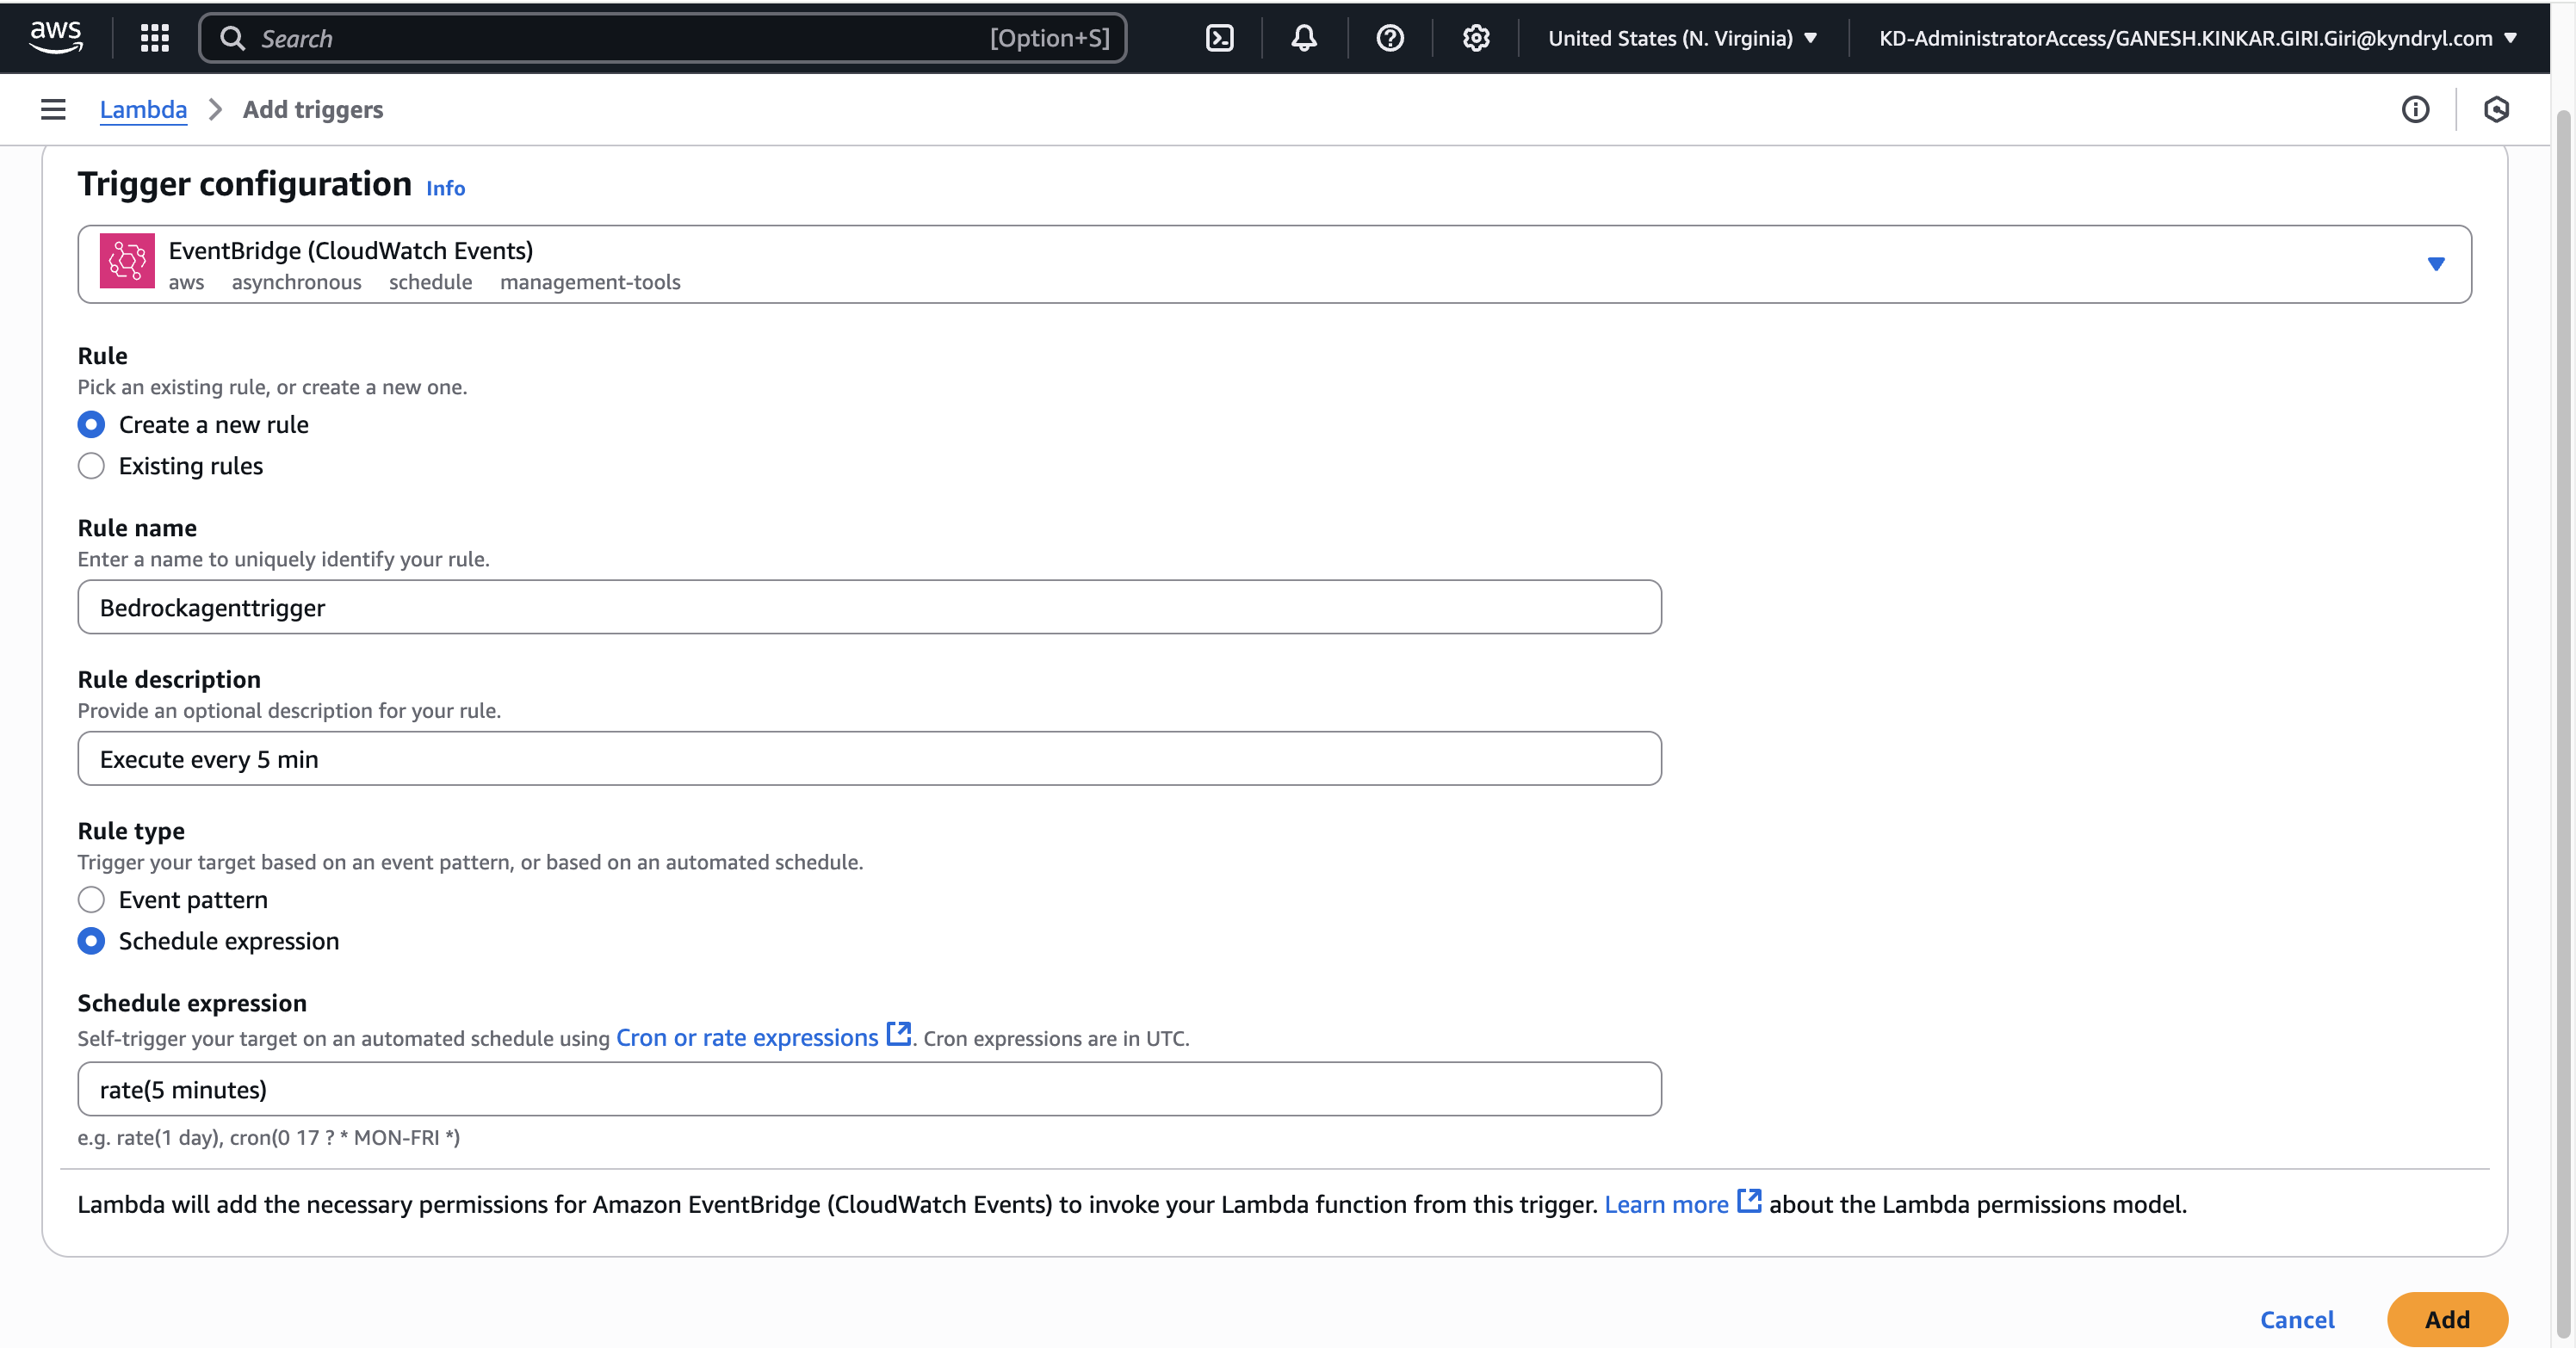 aws
Search [Option+S] United States (N. Virginia) KD-AdministratorAccess/GANESH.KINKAR.GIRI.Giri@kyndryl.com
Lambda Add triggers
Trigger configuration Info
EventBridge (CloudWatch Events)
aws asynchronous schedule management-tools
Rule
Pick an existing rule, or create a new one.
Create a new rule
Existing rules
Rule name
Enter a name to uniquely identify your rule.
Bedrockagenttrigger
Rule description
Provide an optional description for your rule.
Execute every 5 min
Rule type
Trigger your target based on an event pattern, or based on an automated schedule.
Event pattern
Schedule expression
Schedule expression
Self-trigger your target on an automated schedule using Cron or rate expressions. Cron expressions are in UTC.
rate(5 minutes)
e.g. rate(1 day), cron(0 17 ? * MON-FRI *)
Lambda will add the necessary permissions for Amazon EventBridge (CloudWatch Events) to invoke your Lambda function from this trigger. Learn more about the Lambda permissions model.
Cancel Add